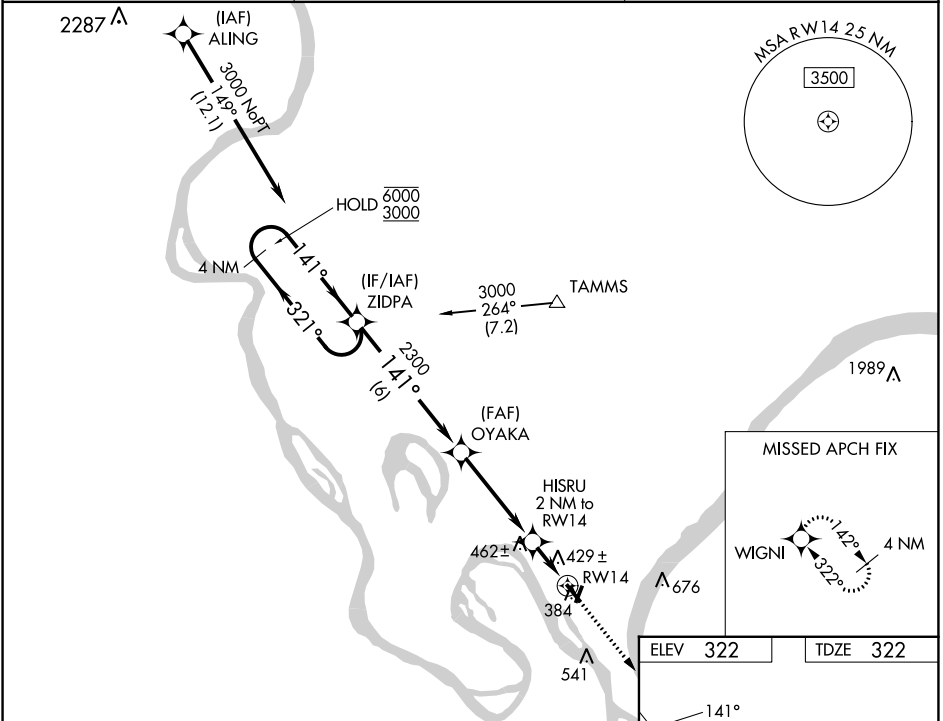 2287
(IAF)
ALING
3000 NoPT
149°
(12.1)
MSA RW14 25 NM
3500
HOLD 6000
3000
4 NM
141°
321°
(IF/IAF)
ZIDPA
3000
264°
(7.2)
TAMMS
2300
141°
(6)
1989
(FAF)
OYAKA
MISSED APCH FIX
WIGNI
142°
322°
4 NM
HISRU
2 NM to
RW14
462±
429±
RW14
384
676
541
ELEV 322
TDZE 322
141°